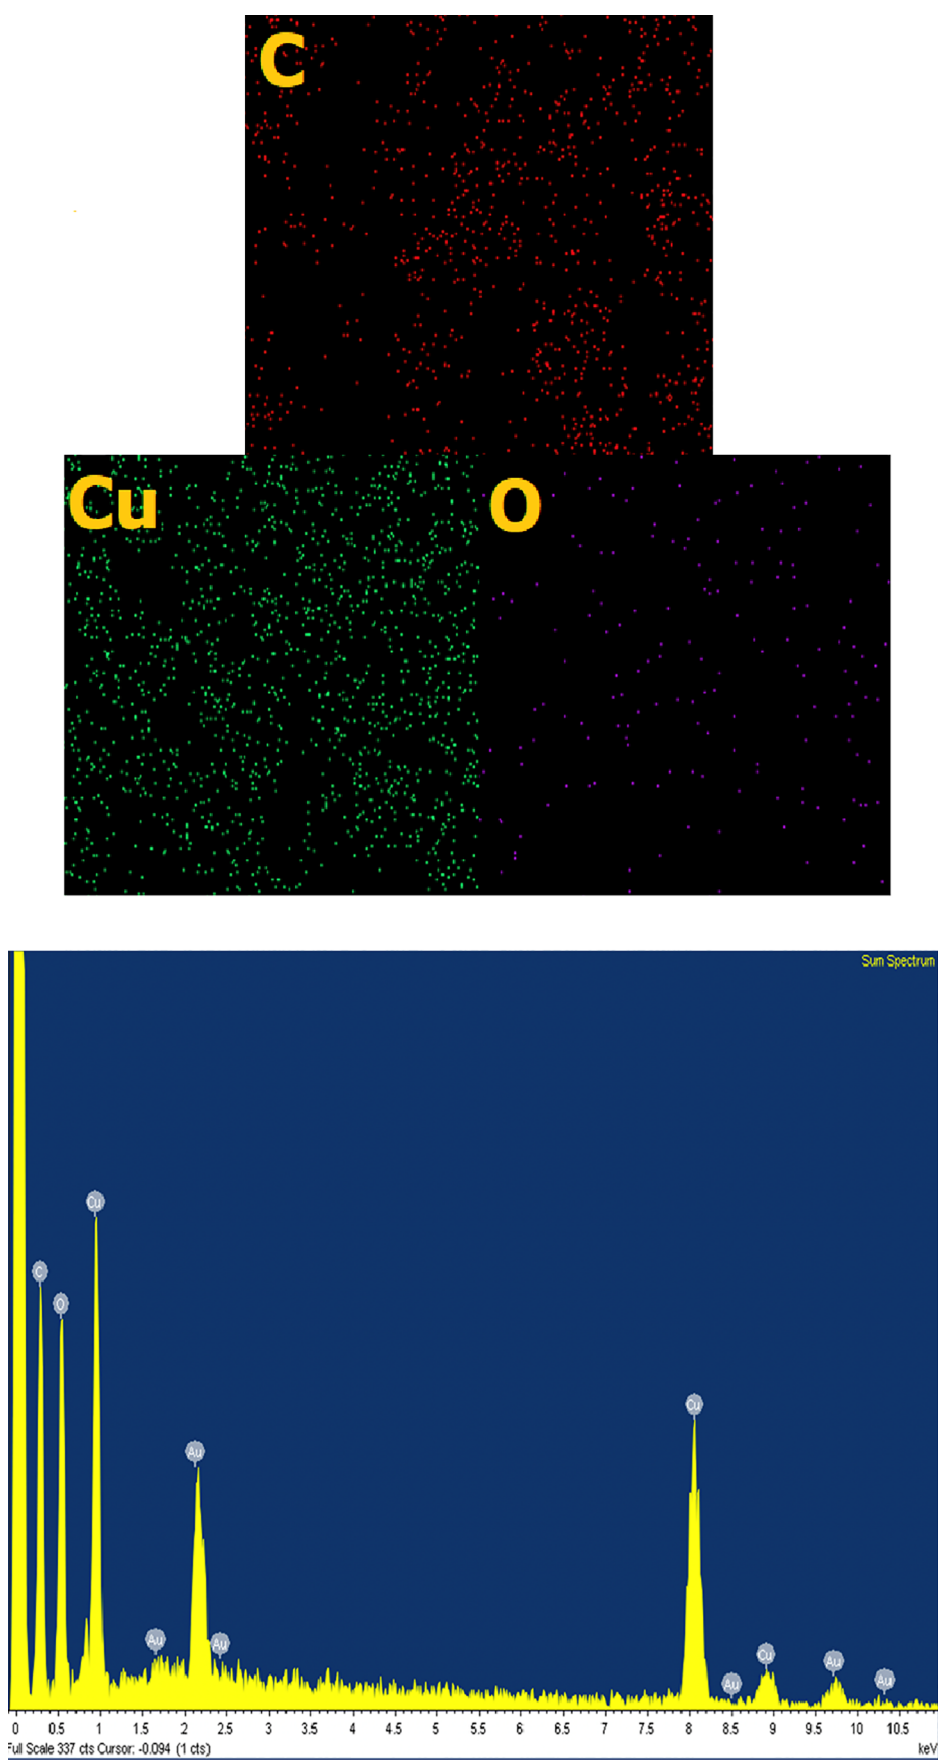 C
Cu
O
Sum Spectrum
Cu
C
O
Cu
Au
Au
Au
Cu
Au
Au
Au
0 0.5 1 1.5 2 2.5 3 3.5 4 4.5 5 5.5 6 6.5 7 7.5 8 8.5 9 9.5 10 10.5
Full Scale 337 cts Cursor: -0.094 (1 cts) keV